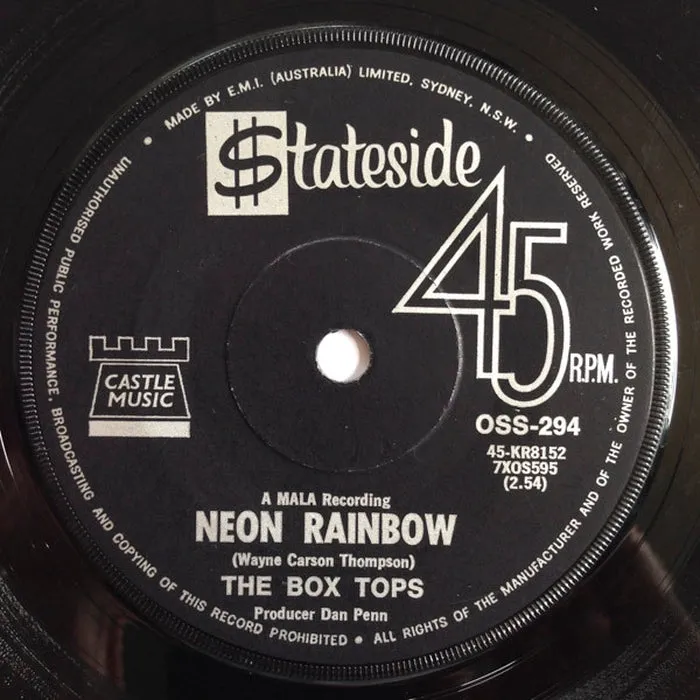 MADE BY E.M.I. (AUSTRALIA) LIMITED, SYDNEY, N.S.W. •
$tateside
45
R.P.M.
CASTLE
MUSIC
OSS-294
45-KR8152
7XOS595
(2.54)
A MALA Recording
NEON RAINBOW
(Wayne Carson Thompson)
THE BOX TOPS
Producer Dan Penn
• UNAUTHORISED PUBLIC PERFORMANCE, BROADCASTING AND COPYING OF THIS RECORD PROHIBITED • ALL RIGHTS OF THE MANUFACTURER AND OF THE OWNER OF THE RECORDED WORK RESERVED